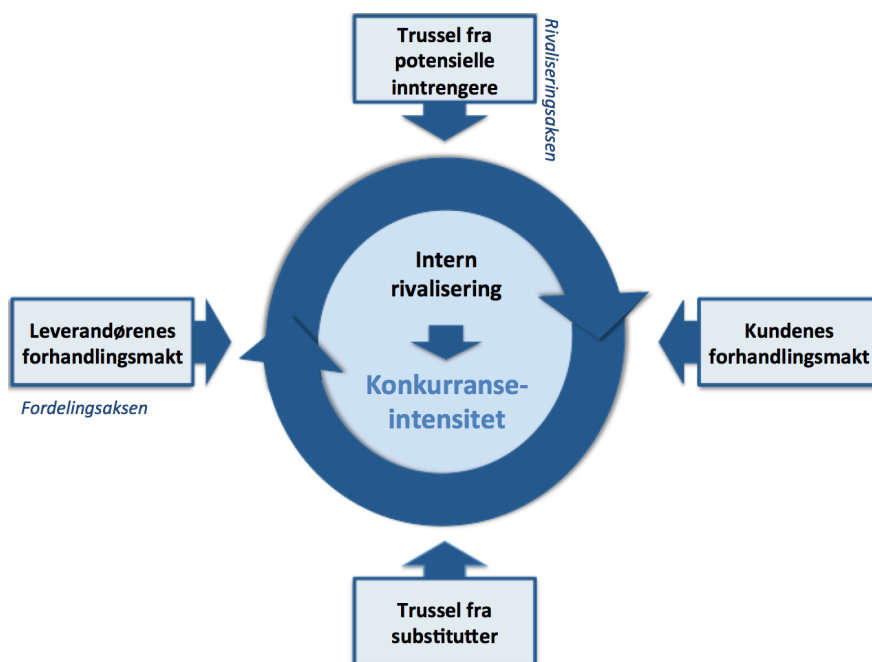 Trussel fra
potensielle
inntrengere
Rivaliseringsaksen
Intern
rivalisering
Leverandørenes
forhandlingsmakt
Kundenes
forhandlingsmakt
Konkurranse-
intensitet
Fordelingsaksen
Trussel fra
substitutter